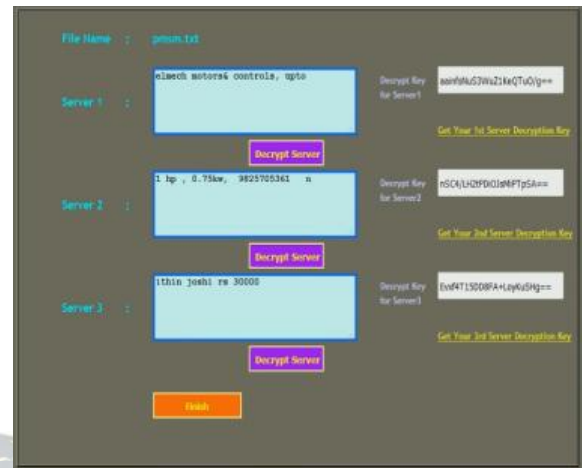 File Name : pmsm.txt
Server 1 :
elmech motors& controls, upto
Decrypt Key
for Server1
Get Your 1st Server Decryption Key
Decrypt Server
Server 2 :
1 hp , 0.75kw, 9825705361 n
Decrypt Key
for Server2
Get Your 2nd Server Decryption Key
Decrypt Server
Server 3 :
ithin joshi rs 30000
Decrypt Key
for Server3
Get Your 3rd Server Decryption Key
Decrypt Server
Finish